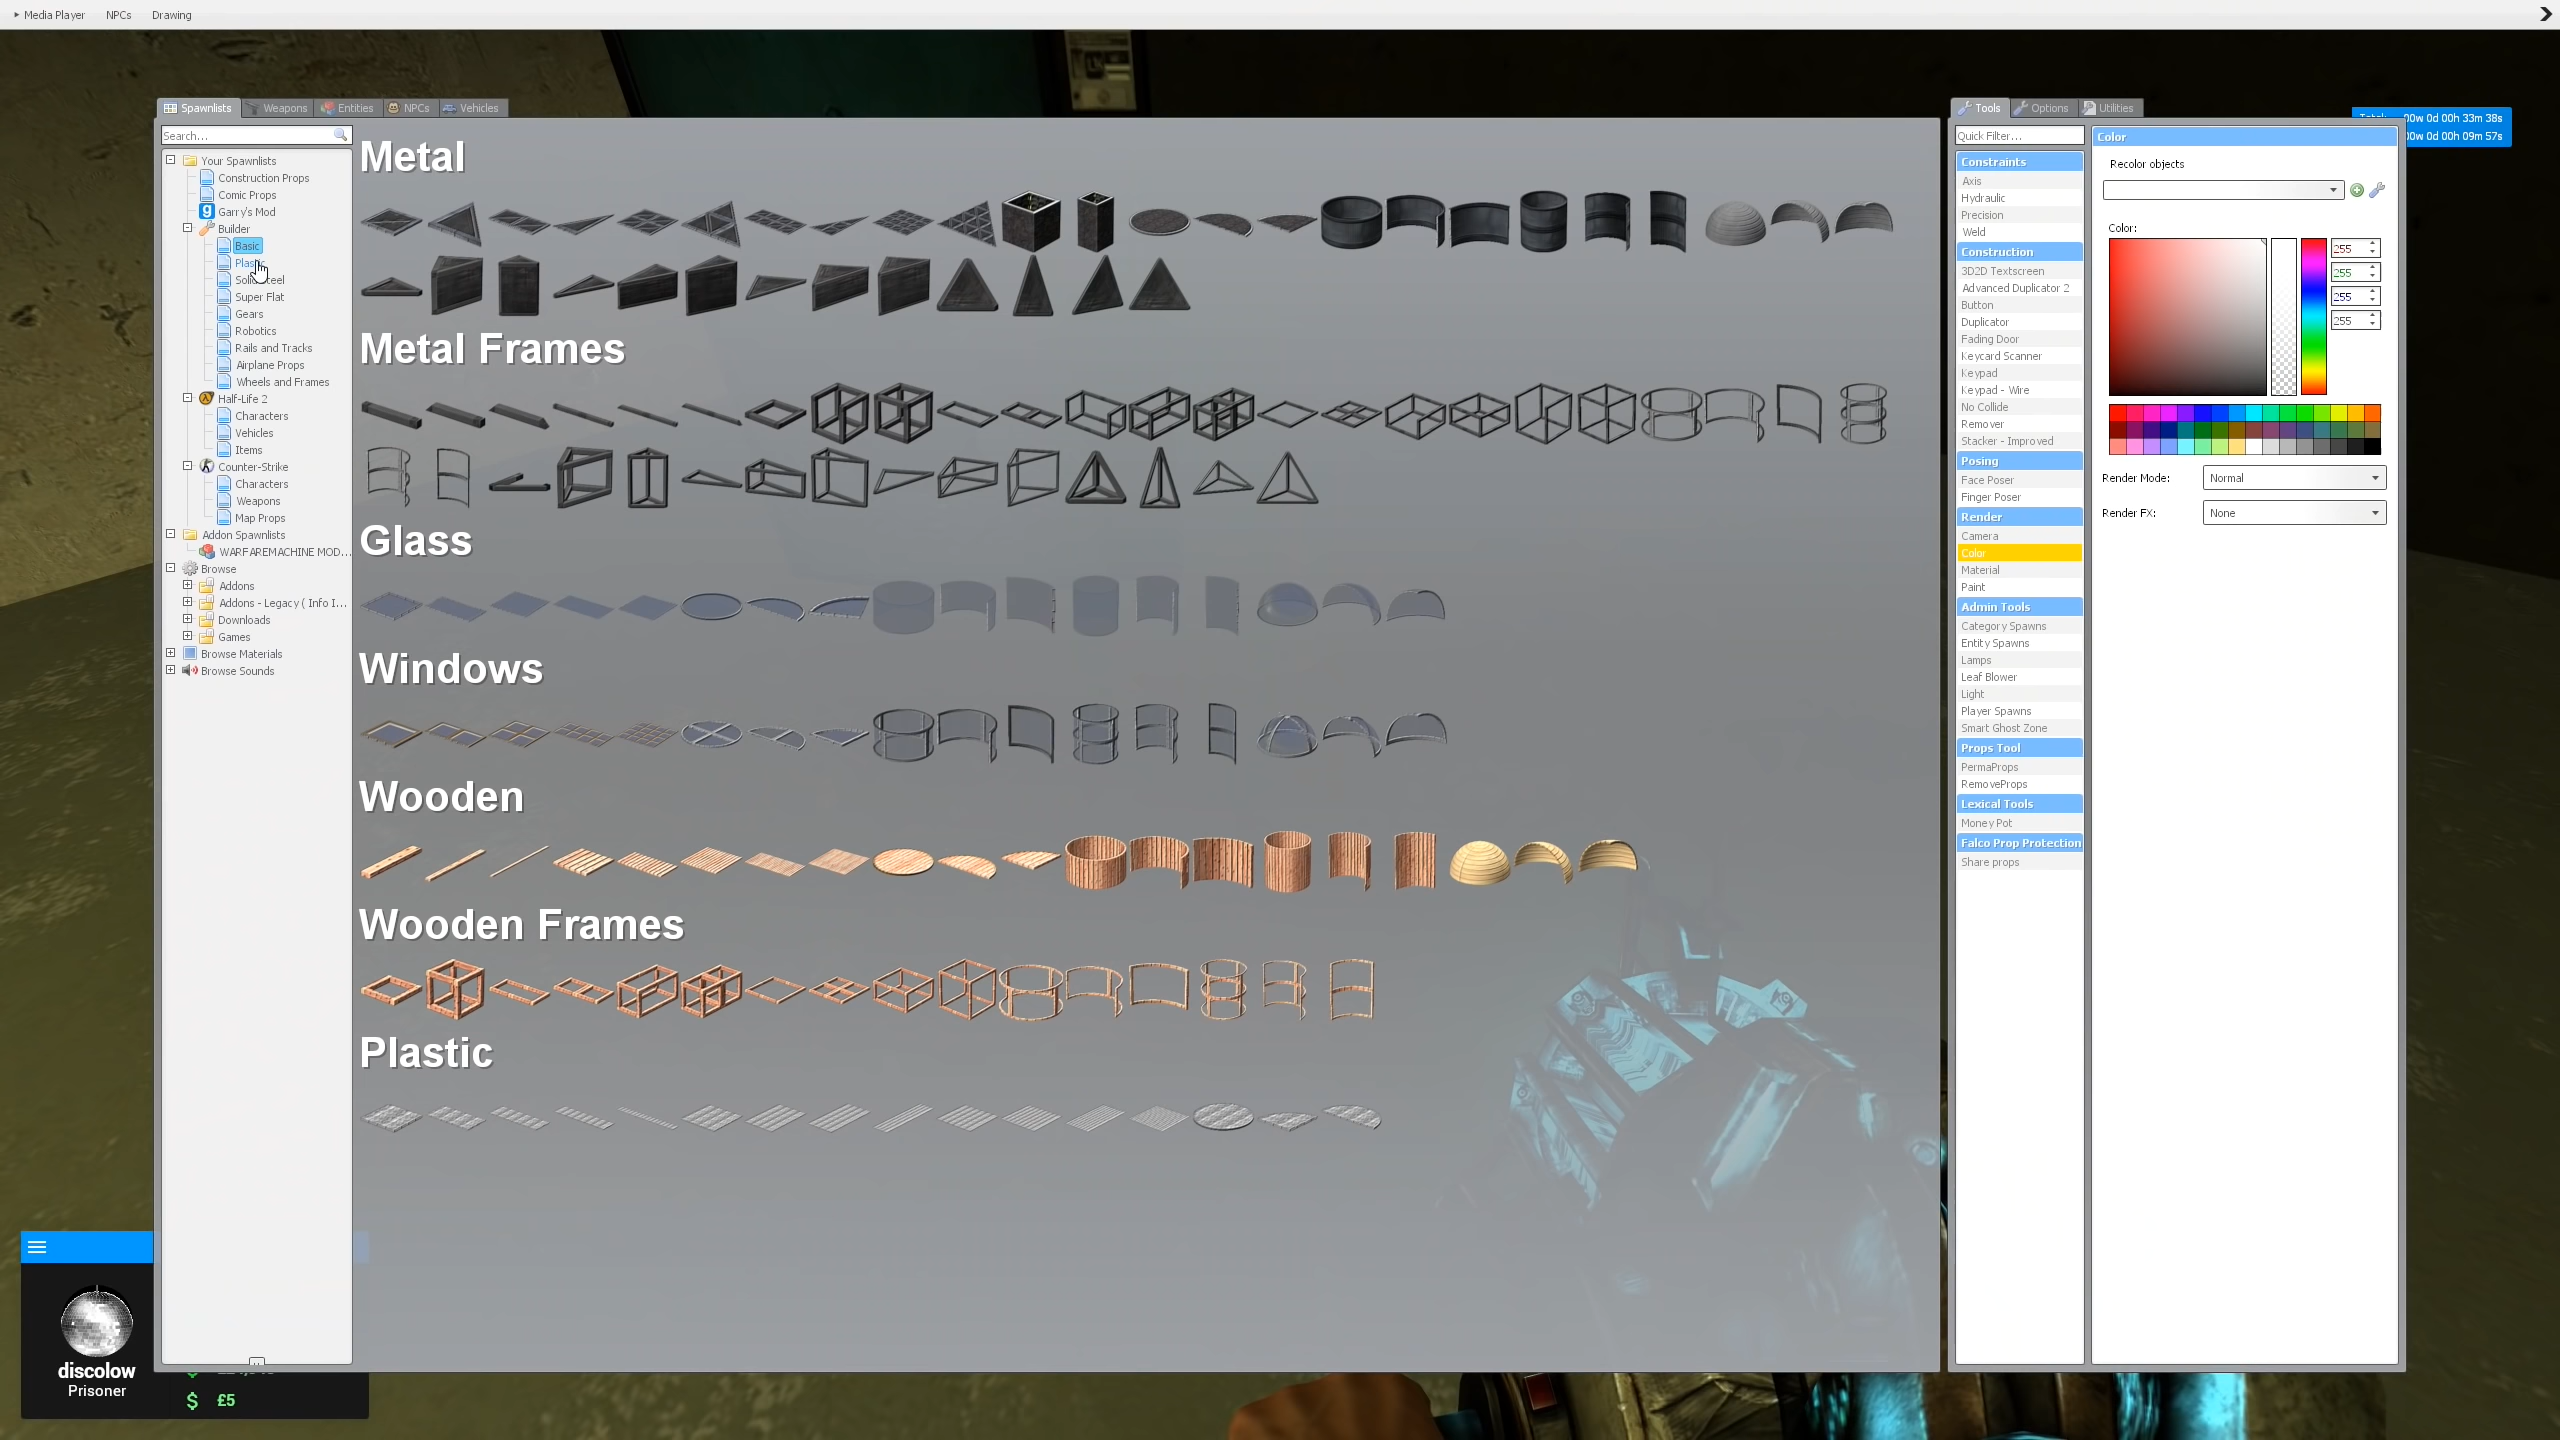 Media Player NPCs Drawing
Spawnlists Weapons Entities NPCs Vehicles
Search...
Your Spawnlists
Construction Props
Comic Props
Garry's Mod
Builder
Basic
Super Flat
Gears
Robotics
Rails and Tracks
Airplane Props
Wheels and Frames
Half-Life 2
Characters
Vehicles
Items
Counter-Strike
Characters
Weapons
Map Props
Addon Spawnlists
WARFAREMACHINE MOD...
Browse
Addons
Addons - Legacy ( Info I...
Downloads
Games
Browse Materials
Browse Sounds
Metal
Metal Frames
Glass
Windows
Wooden
Wooden Frames
Plastic
Tools Options Utilities
Quick Filter...
Constraints
Axis
Hydraulic
Precision
Weld
Construction
3D2D Textscreen
Advanced Duplicator 2
Button
Duplicator
Fading Door
Keycard Scanner
Keypad
Keypad - Wire
No Collide
Remover
Stacker - Improved
Posing
Face Poser
Finger Poser
Render
Camera
Color
Material
Paint
Admin Tools
Category Spawns
Entity Spawns
Lamps
Leaf Blower
Light
Player Spawns
Smart Ghost Zone
Props Tool
PermaProps
RemoveProps
Lexical Tools
Money Pot
Falco Prop Protection
Share props
Color
Recolor objects
Color:
255
255
255
255
Render Mode: Normal
Render FX: None
00w 0d 00h 33m 38s
00w 0d 00h 09m 57s
discolow
Prisoner
$ £5